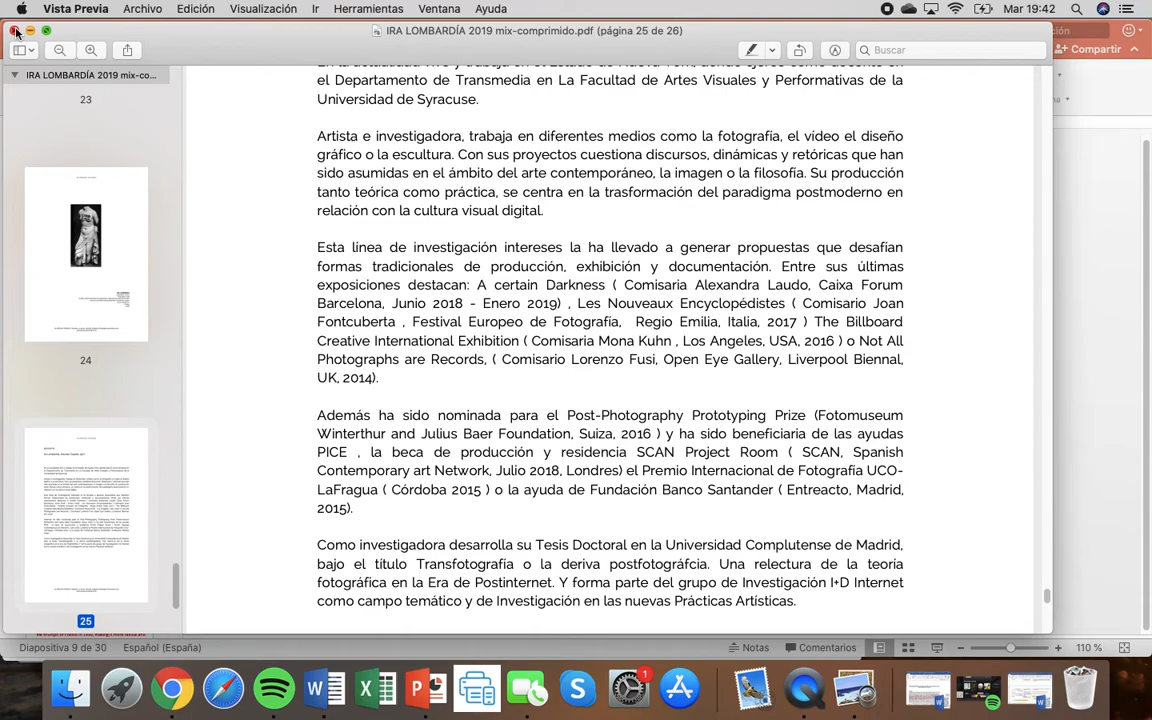 Vista Previa Archivo Edición Visualización Ir Herramientas Ventana Ayuda Mar 19:42
IRA LOMBARDÍA 2019 mix-comprimido.pdf (página 25 de 26)
Buscar
ción
Compartir
IRA LOMBARDÍA 2019 mix-co...
23
24
25
el Departamento de Transmedia en La Facultad de Artes Visuales y Performativas de la
Universidad de Syracuse.
Artista e investigadora, trabaja en diferentes medios como la fotografía, el vídeo el diseño
gráfico o la escultura. Con sus proyectos cuestiona discursos, dinámicas y retóricas que han
sido asumidas en el ámbito del arte contemporáneo, la imagen o la filosofía. Su producción
tanto teórica como práctica, se centra en la trasformación del paradigma postmoderno en
relación con la cultura visual digital.
Esta línea de investigación intereses la ha llevado a generar propuestas que desafían
formas tradicionales de producción, exhibición y documentación. Entre sus últimas
exposiciones destacan: A certain Darkness ( Comisaria Alexandra Laudo, Caixa Forum
Barcelona, Junio 2018 - Enero 2019) , Les Nouveaux Encyclopédistes ( Comisario Joan
Fontcuberta , Festival Europeo de Fotografía, Regio Emilia, Italia, 2017 ) The Billboard
Creative International Exhibition ( Comisaria Mona Kuhn , Los Angeles, USA, 2016 ) o Not All
Photographs are Records, ( Comisario Lorenzo Fusi, Open Eye Gallery, Liverpool Biennal,
UK, 2014).
Además ha sido nominada para el Post-Photography Prototyping Prize (Fotomuseum
Winterthur and Julius Baer Foundation, Suiza, 2016 ) y ha sido beneficiaria de las ayudas
PICE , la beca de producción y residencia SCAN Project Room ( SCAN, Spanish
Contemporary art Network, Julio 2018, Londres) el Premio Internacional de Fotografía UCO-
LaFragua ( Córdoba 2015 ) o la ayuda de Fundación Banco Santander ( Entreacto, Madrid,
2015).
Como investigadora desarrolla su Tesis Doctoral en la Universidad Complutense de Madrid,
bajo el título Transfotografía o la deriva postfotográfcia. Una relectura de la teoría
fotográfica en la Era de Postinternet. Y forma parte del grupo de Investigación I+D Internet
como campo temático y de Investigación en las nuevas Prácticas Artísticas.
Diapositiva 9 de 30 Español (España) Notas Comentarios 110 %
1